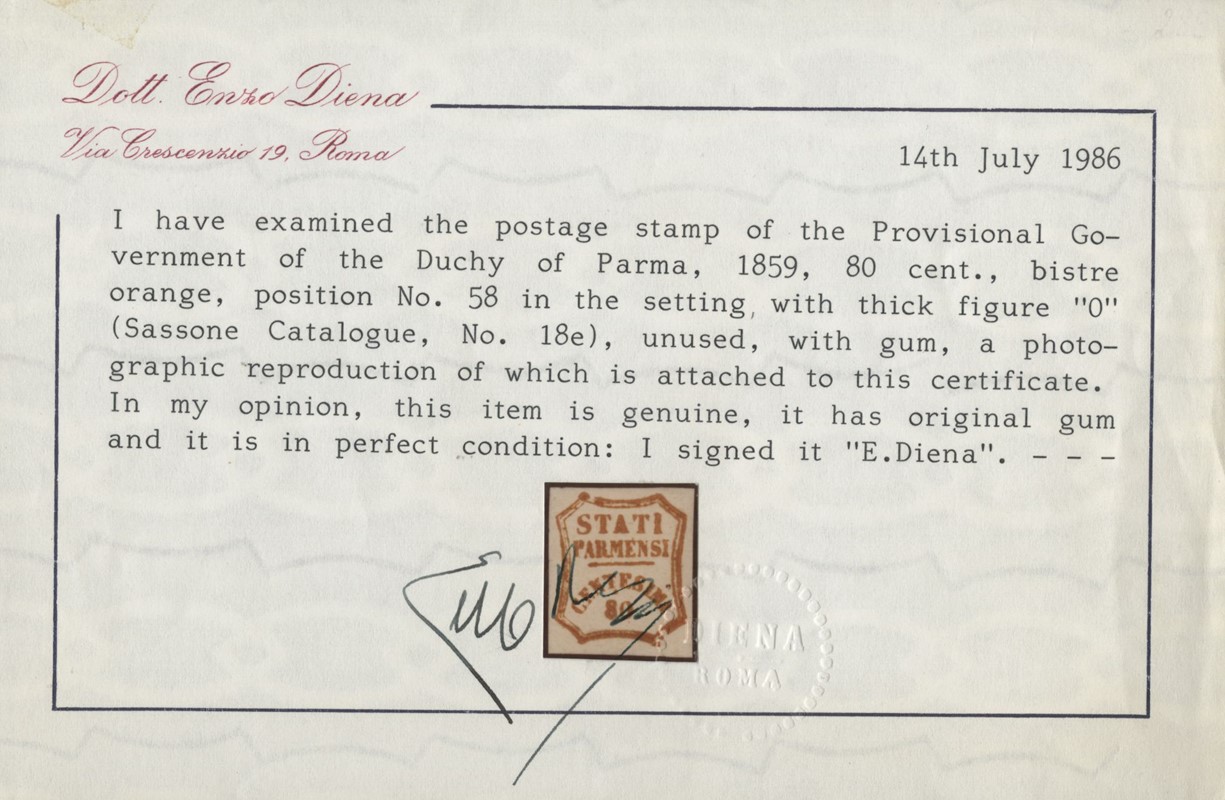 Dott. Enzo Diena
Via Crescenzio 19, Roma
14th July 1986
I have examined the postage stamp of the Provisional Go-
vernment of the Duchy of Parma, 1859, 80 cent., bistre
orange, position No. 58 in the setting, with thick figure "0"
(Sassone Catalogue, No. 18e), unused, with gum, a photo-
graphic reproduction of which is attached to this certificate.
In my opinion, this item is genuine, it has original gum
and it is in perfect condition: I signed it "E.Diena". - - -
STATI
PARMENSI
CENTESIMI
80
DIENA
ROMA